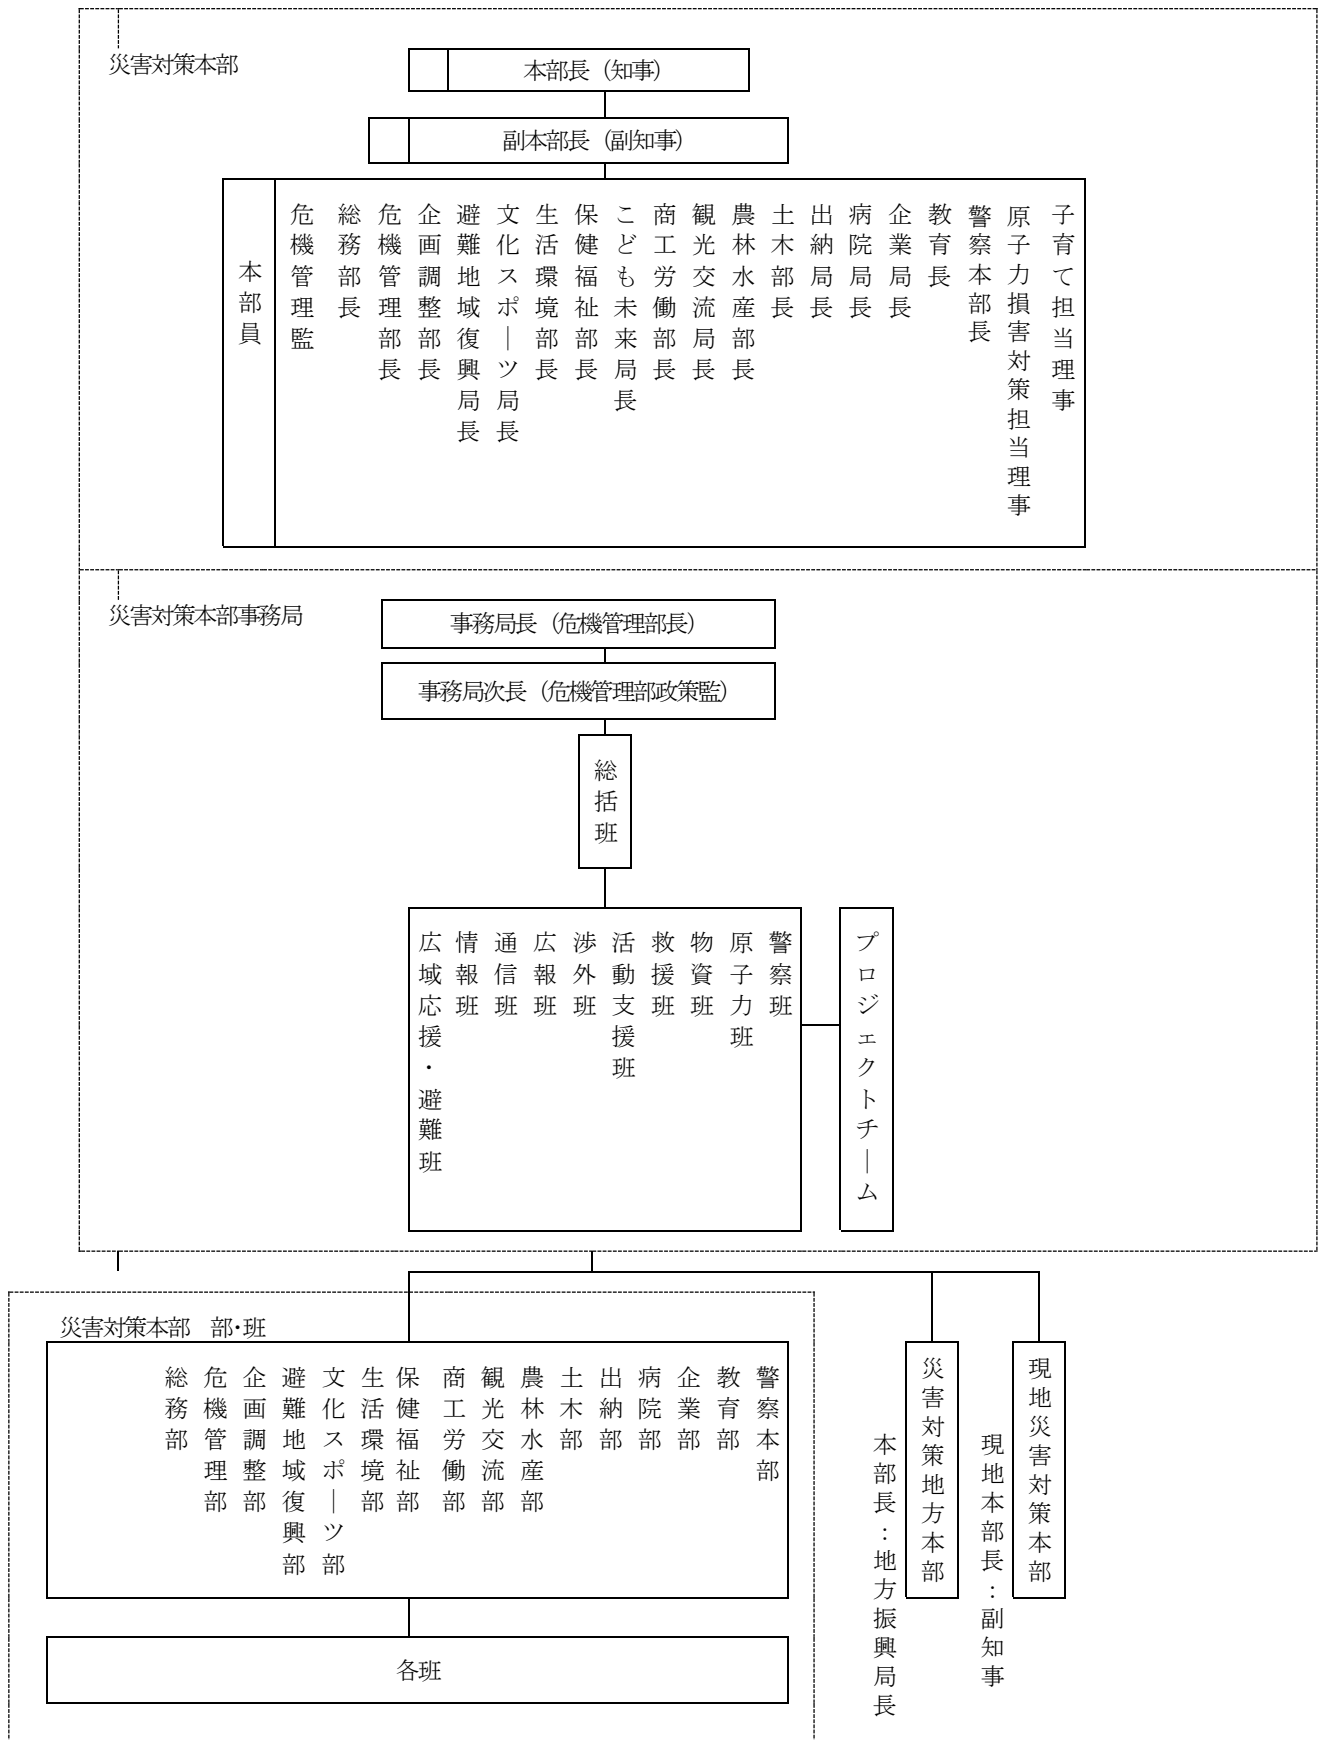 災害対策本部
本部長（知事）
副本部長（副知事）
本部員
危機管理監
総務部長
危機管理部長
企画調整部長
避難地域復興局長
文化スポーツ局長
生活環境部長
保健福祉部長
こども未来局長
商工労働部長
観光交流局長
農林水産部長
土木部長
出納局長
病院局長
企業局長
教育長
警察本部長
原子力損害対策担当理事
子育て担当理事
災害対策本部事務局
事務局長（危機管理部長）
事務局次長（危機管理部政策監）
総括班
広域応援・避難班
情報班
通信班
広報班
渉外班
活動支援班
救援班
物資班
原子力班
警察班
プロジェクトチーム
災害対策本部　部・班
総務部
危機管理部
企画調整部
避難地域復興部
文化スポーツ部
生活環境部
保健福祉部
商工労働部
観光交流部
農林水産部
土木部
出納部
病院部
企業部
教育部
警察本部
各班
災害対策地方本部
本部長：地方振興局長
現地災害対策本部
現地本部長：副知事